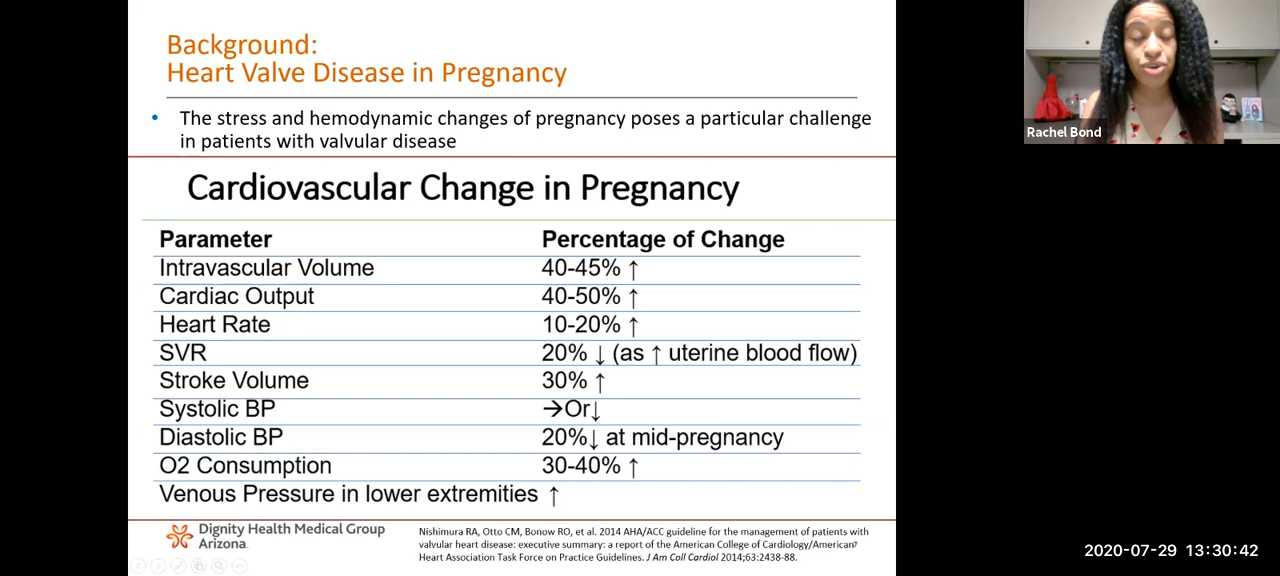 Background:
Heart Valve Disease in Pregnancy
• The stress and hemodynamic changes of pregnancy poses a particular challenge
in patients with valvular disease
Cardiovascular Change in Pregnancy
Parameter Percentage of Change
Intravascular Volume 40-45% ↑
Cardiac Output 40-50% ↑
Heart Rate 10-20% ↑
SVR 20% ↓ (as ↑ uterine blood flow)
Stroke Volume 30% ↑
Systolic BP →Or↓
Diastolic BP 20%↓ at mid-pregnancy
O2 Consumption 30-40% ↑
Venous Pressure in lower extremities ↑
Dignity Health Medical Group
Arizona
Nishimura RA, Otto CM, Bonow RO, et al. 2014 AHA/ACC guideline for the management of patients with
valvular heart disease: executive summary: a report of the American College of Cardiology/American
Heart Association Task Force on Practice Guidelines. J Am Coll Cardiol 2014;63:2438-88.
Rachel Bond
2020-07-29 13:30:42